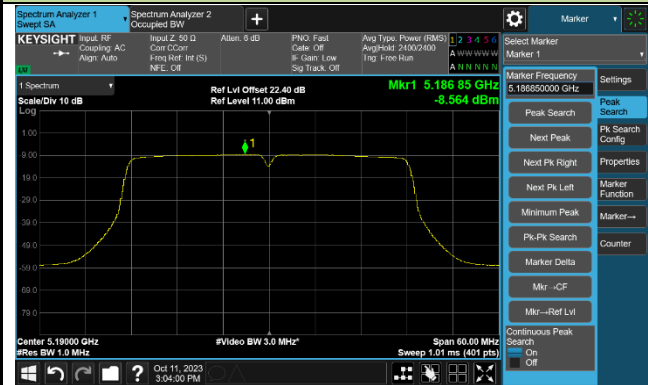 Spectrum Analyzer 1
Swept SA
Spectrum Analyzer 2
Occupied BW
Marker
KEYSIGHT
Input: RF
Coupling: AC
Align: Auto
Input Z: 50 Ω
Corr CCorr
Freq Ref: Int (S)
NFE: Off
Atten: 6 dB
PNO: Fast
Gate: Off
IF Gain: Low
Sig Track: Off
Avg Type: Power (RMS)
Avg|Hold: 2400/2400
Trig: Free Run
1 2 3 4 5 6
A W W W W W
A N N N N N
Select Marker
Marker 1
LXI
1 Spectrum
Scale/Div 10 dB
Log
Ref Lvl Offset 22.40 dB
Ref Level 11.00 dBm
Mkr1 5.186 85 GHz
-8.564 dBm
1.00
-9.00
-19.0
-29.0
-39.0
-49.0
-59.0
-69.0
-79.0
1
Center 5.19000 GHz
#Res BW 1.0 MHz
#Video BW 3.0 MHz*
Span 60.00 MHz
Sweep 1.01 ms (401 pts)
Marker Frequency
5.186850000 GHz
Peak Search
Next Peak
Next Pk Right
Next Pk Left
Minimum Peak
Pk-Pk Search
Marker Delta
Mkr→CF
Mkr→Ref Lvl
Continuous Peak
Search
On
Off
Settings
Peak
Search
Pk Search
Config
Properties
Marker
Function
Marker→
Counter
?
Oct 11, 2023
3:04:00 PM